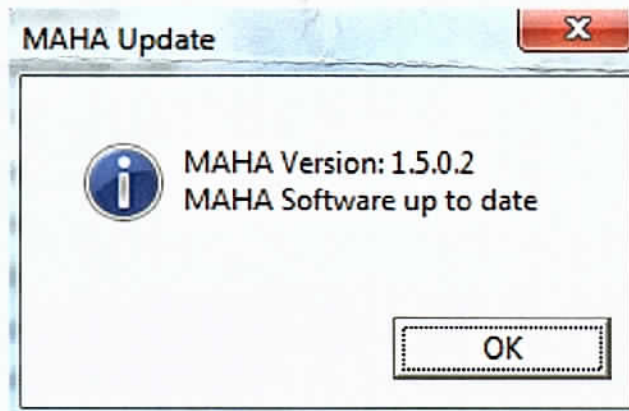 MAHA Update
MAHA Version: 1.5.0.2
MAHA Software up to date
OK